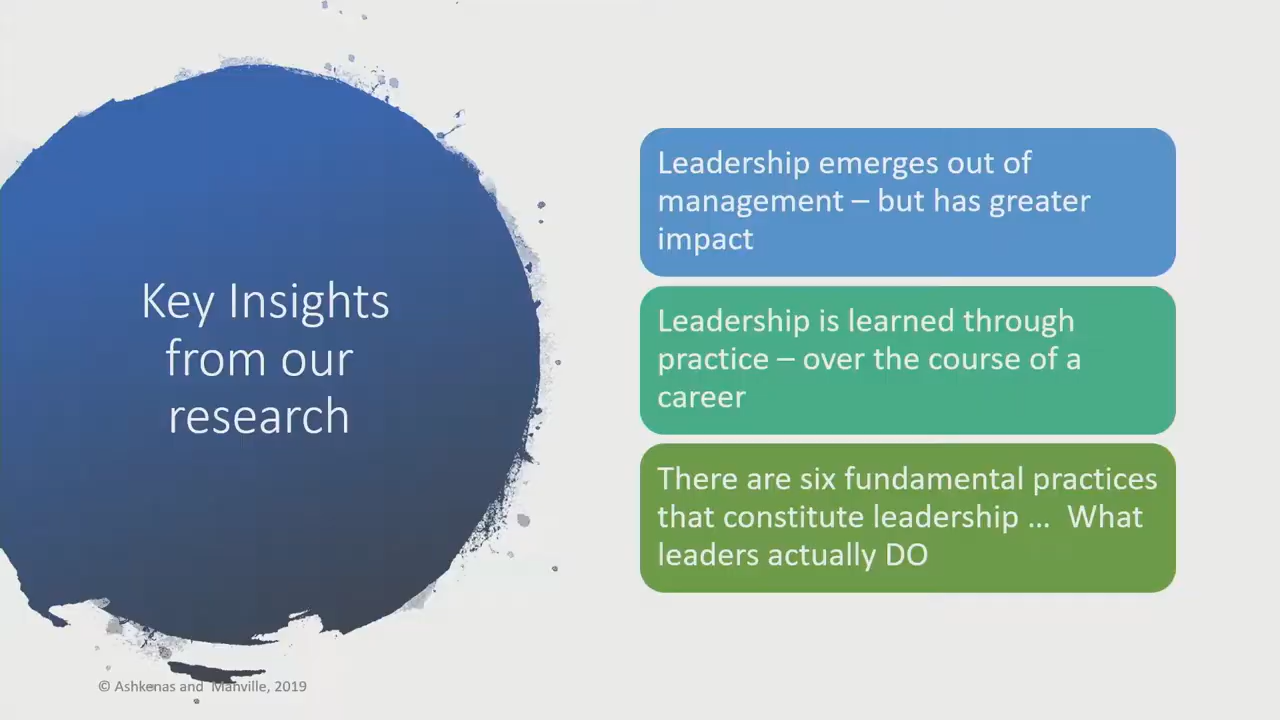 Key Insights
from our
research
Leadership emerges out of
management – but has greater
impact
Leadership is learned through
practice – over the course of a
career
There are six fundamental practices
that constitute leadership ... What
leaders actually DO
© Ashkenas and Manville, 2019